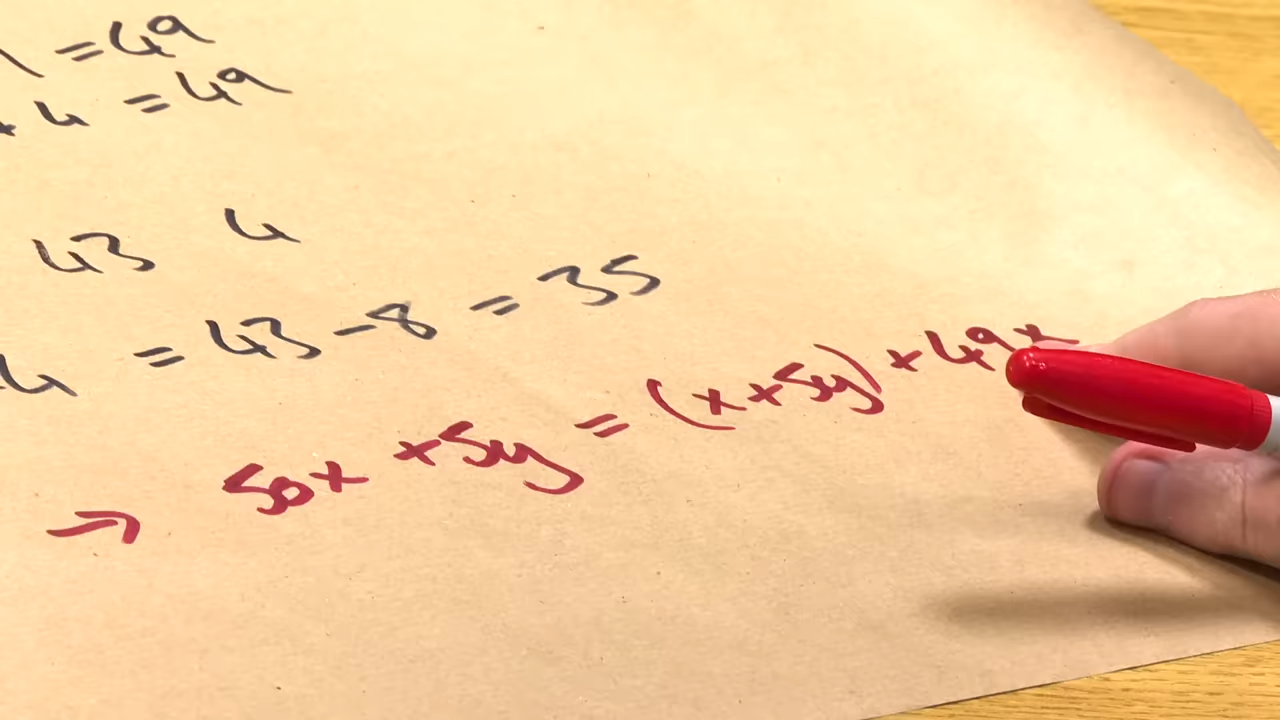 = 49
+ 4 = 49
43 4
4 = 43 - 8 = 35
→ 50x + 5y = (x + 5y) + 49x